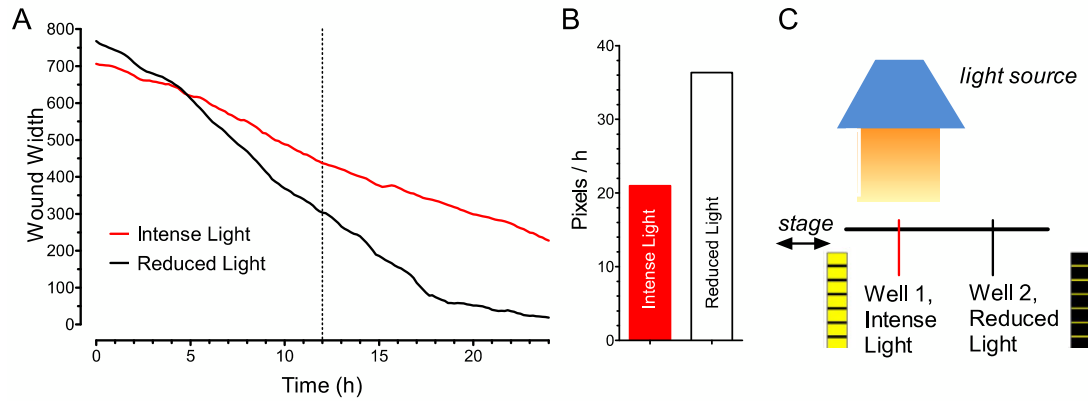 A
800
700
600
500
400
300
200
100
0
Wound Width
Intense Light
Reduced Light
0
5
10
15
20
Time (h)
B
40
30
20
10
0
Pixels / h
Intense Light
Reduced Light
C
light source
stage
Well 1,
Intense
Light
Well 2,
Reduced
Light